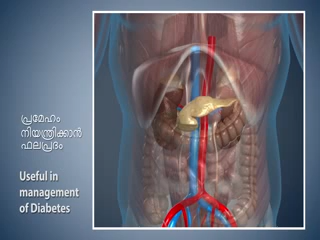 പ്രമേഹം
നിയന്ത്രിക്കാൻ
ഫലപ്രദം
Useful in
management
of Diabetes